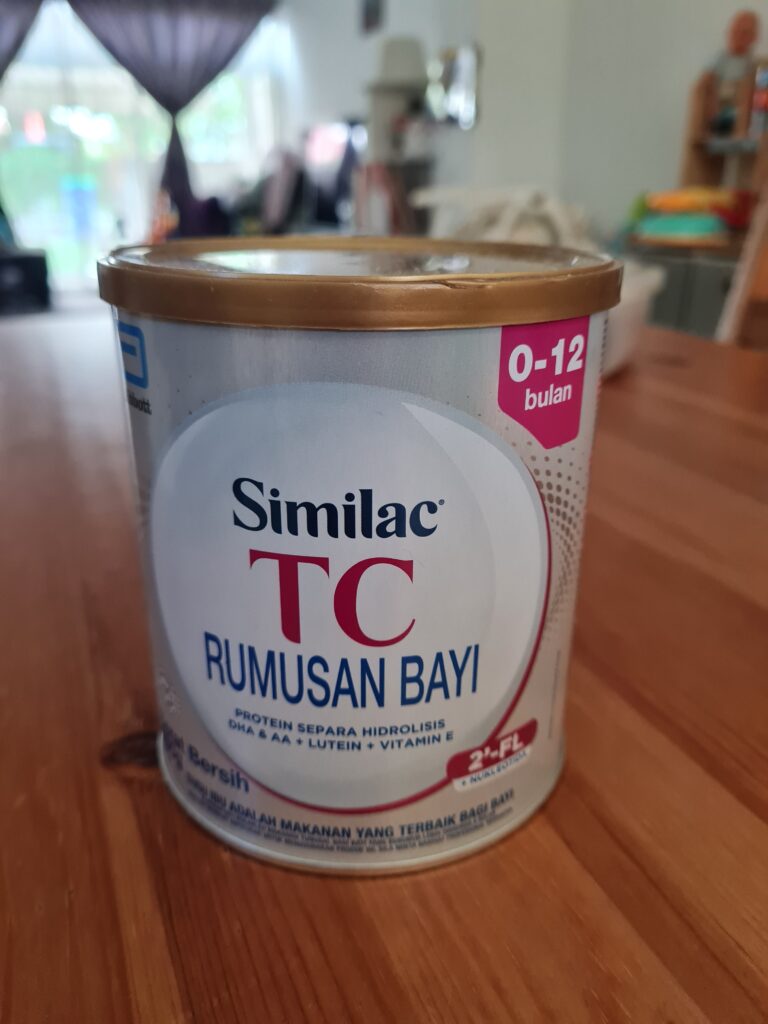 0-12
bulan
Similac
TC
RUMUSAN BAYI
PROTEIN SEPARA HIDROLISIS
DHA & AA + LUTEIN + VITAMIN E
2'-FL
+ NUKLEOTIDA
Bersih
SUSU IBU ADALAH MAKANAN YANG TERBAIK BAGI BAYI